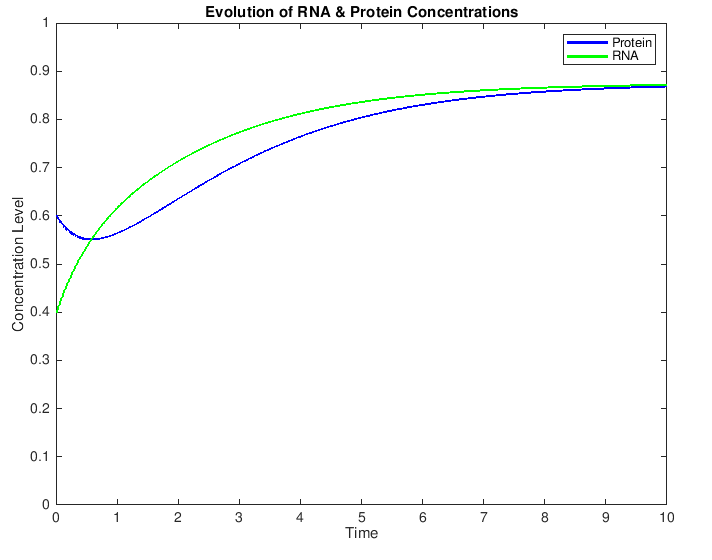 Evolution of RNA & Protein Concentrations
Protein
RNA
Concentration Level
1
0.9
0.8
0.7
0.6
0.5
0.4
0.3
0.2
0.1
0
0 1 2 3 4 5 6 7 8 9 10
Time